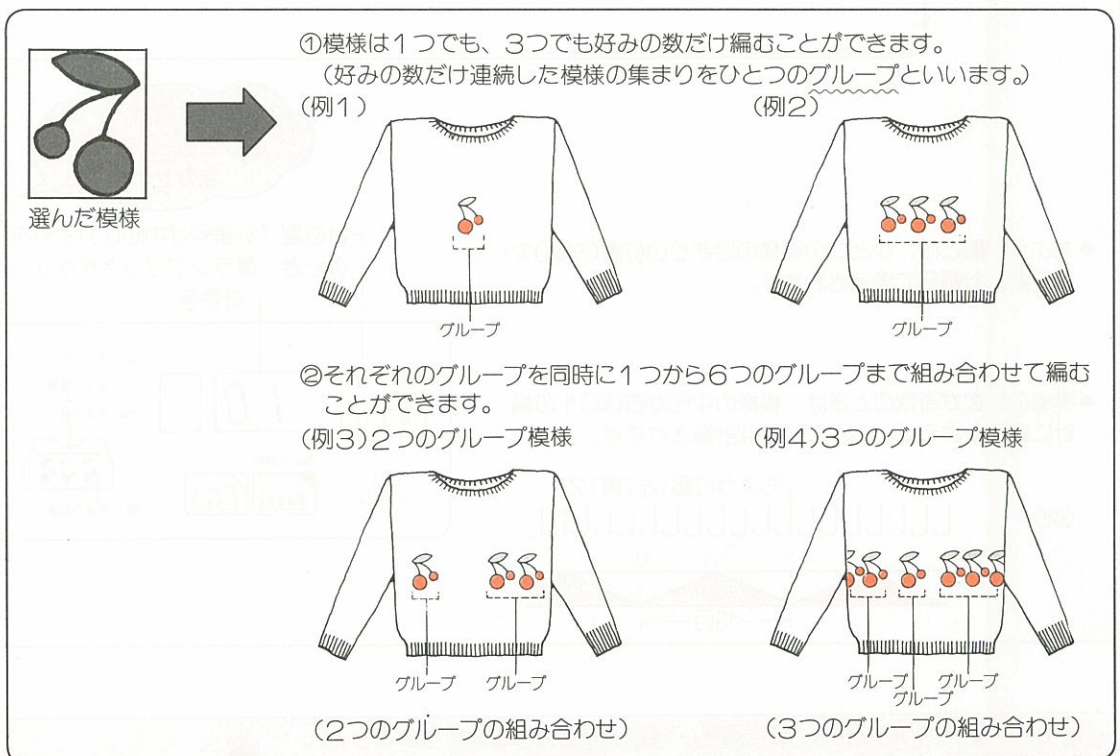 ①模様は1つでも、3つでも好みの数だけ編むことができます。
(好みの数だけ連続した模様の集まりをひとつのグループといいます。)
選んだ模様
(例1)
(例2)
グループ
グループ
②それぞれのグループを同時に1つから6つのグループまで組み合わせて編む
ことができます。
(例3)2つのグループ模様
(例4)3つのグループ模様
グループ
グループ
グループ
グループ
グループ
(2つのグループの組み合わせ)
(3つのグループの組み合わせ)